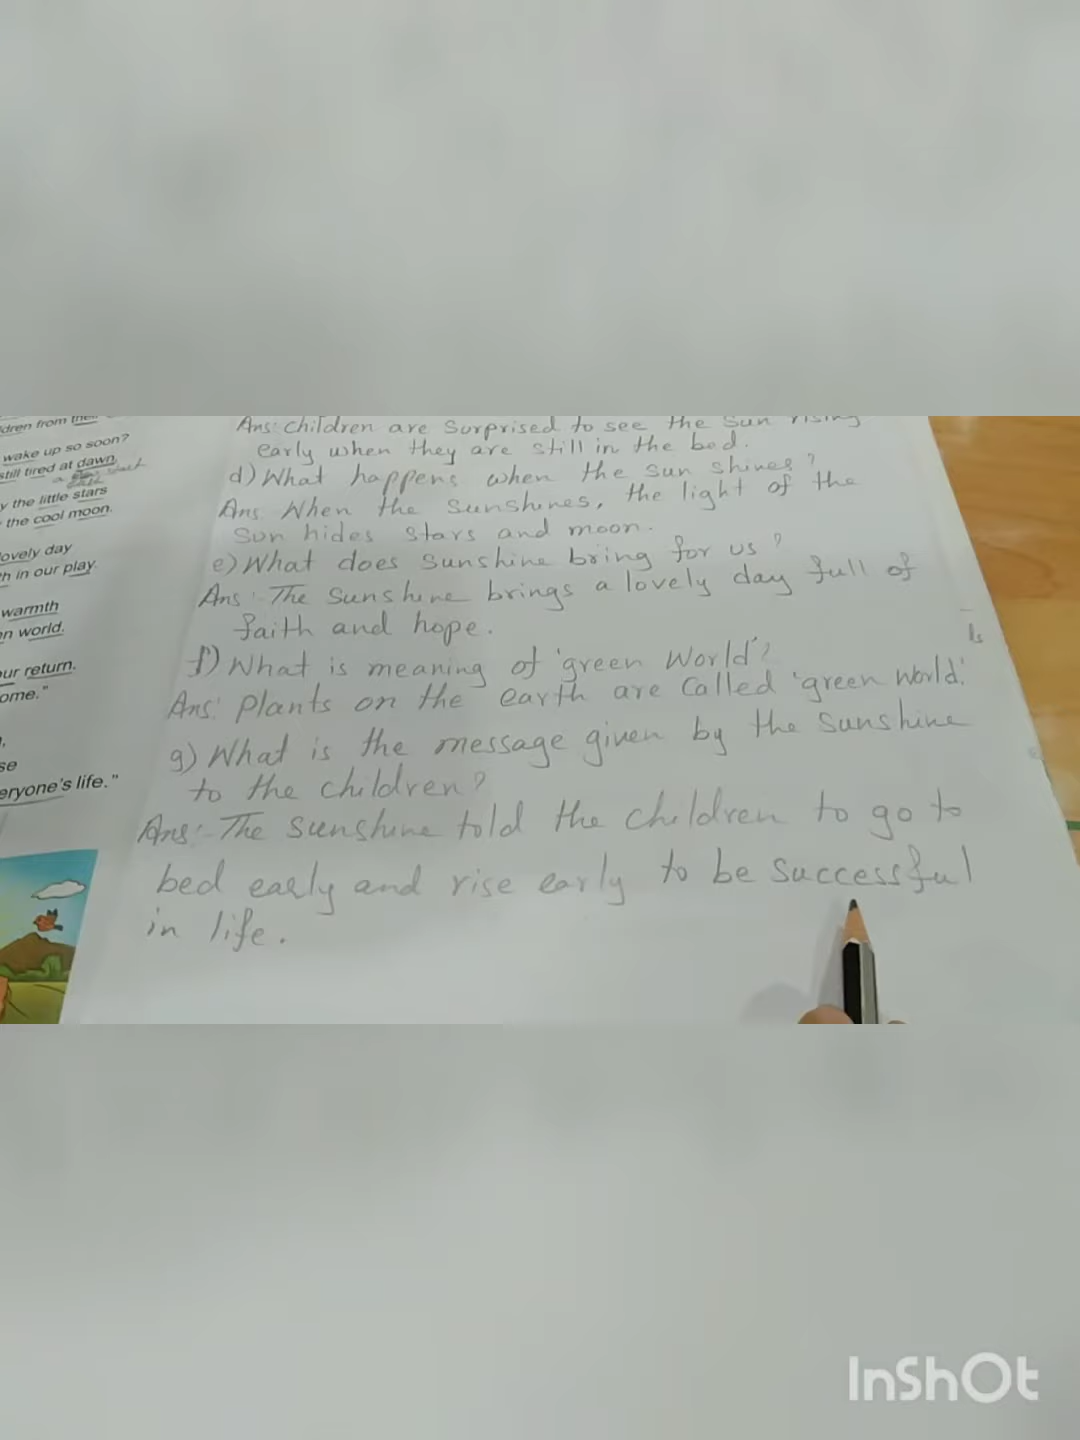 dren from their
wake up so soon?
still tired at dawn,
y the little stars
the cool moon.
ovely day
h in our play.
warmth
en world.
our return.
ome."
se
eryone's life."
Ans: Children are surprised to see the Sun rising
early when they are still in the bed.
d) What happens when the sun shines?
Ans When the Sunshines, the light of the
Sun hides stars and moon.
e) What does Sunshine bring for us?
Ans: The Sunshine brings a lovely day full of
faith and hope.
f) What is meaning of 'green World'?
Ans: Plants on the earth are called 'green world.'
g) What is the message given by the Sunshine
to the children?
Ans:- The Sunshine told the children to go to
bed early and rise early to be successful
in life.
InShOt